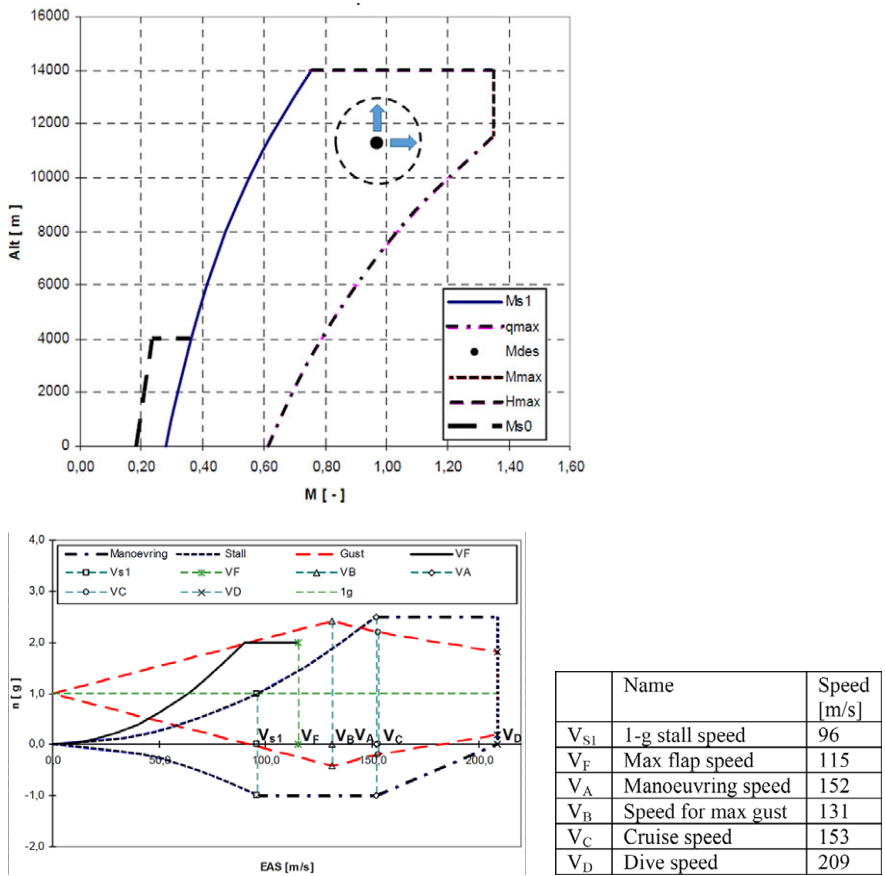 16000
14000
12000
10000
8000
6000
4000
2000
0
Alt [ m ]
0,00 0,20 0,40 0,60 0,80 1,00 1,20 1,40 1,60
M [ - ]
Ms1
qmax
Mdes
Mmax
Hmax
Ms0
4,0
3,0
2,0
1,0
0,0
-1,0
2,0
n [g]
Manoevring Stall Gust VF
Vs1 VF VB VA
VC VD 1g
Vs1 VF VB VA VC VD
0,0 50,0 100,0 150,0 200,0
EAS [m/s]
Name Speed
[m/s]
VS1 1-g stall speed 96
VF Max flap speed 115
VA Manoeuvring speed 152
VB Speed for max gust 131
VC Cruise speed 153
VD Dive speed 209